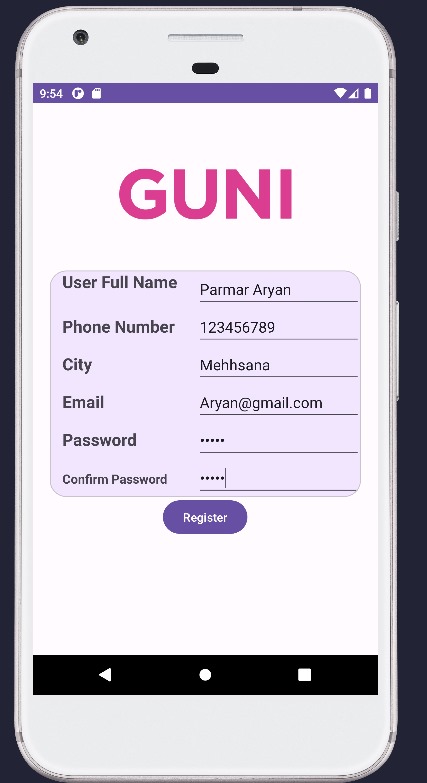 9:54
GUNI
User Full Name Parmar Aryan
Phone Number 123456789
City Mehhsana
Email Aryan@gmail.com
Password •••••
Confirm Password •••••
Register